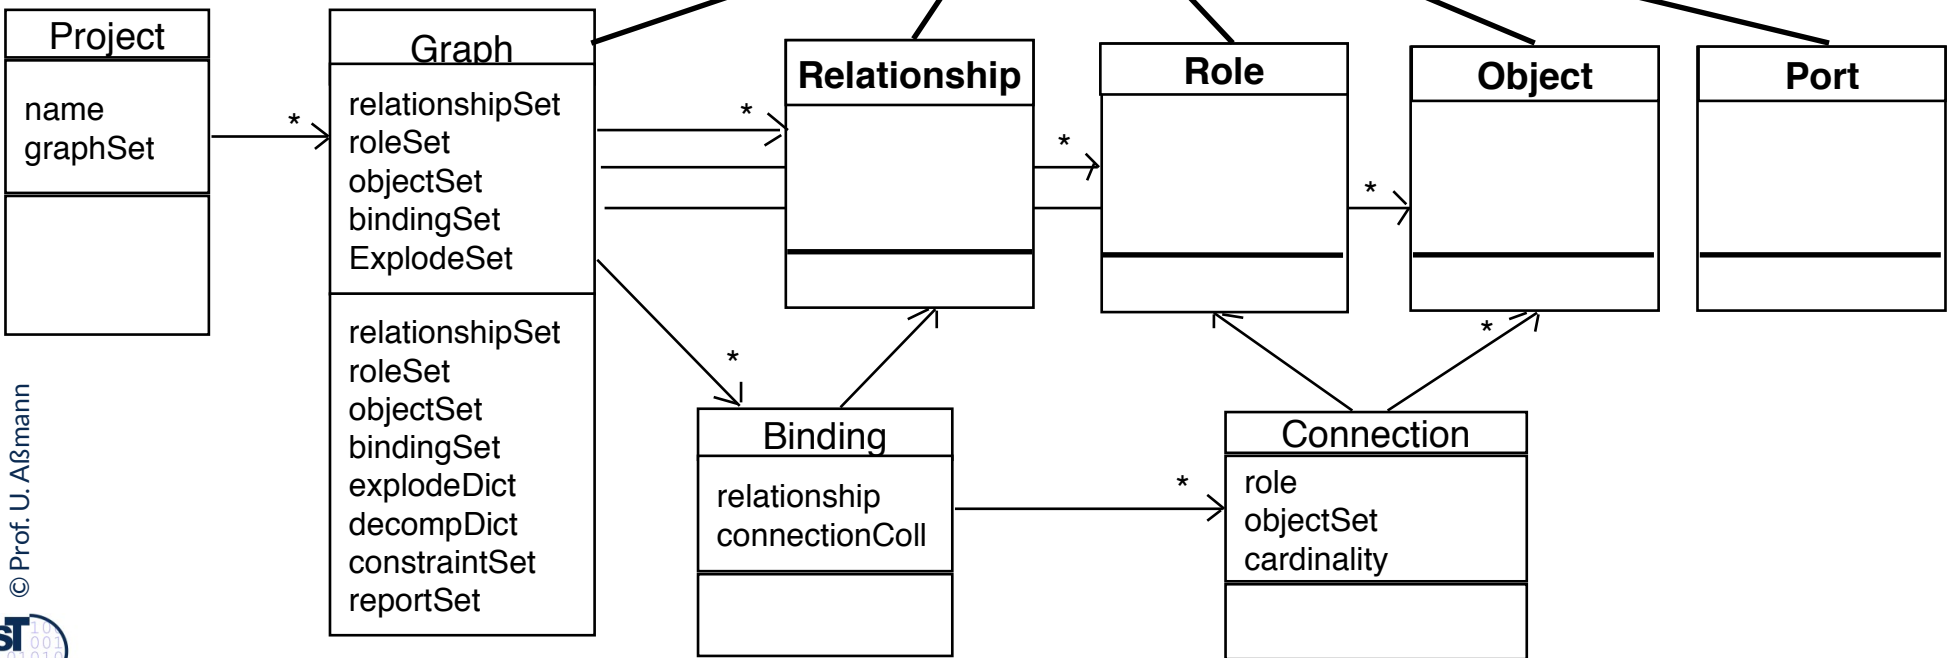 Project
name
graphSet
Graph
relationshipSet
roleSet
objectSet
bindingSet
ExplodeSet
relationshipSet
roleSet
objectSet
bindingSet
explodeDict
decompDict
constraintSet
reportSet
Relationship
Role
Object
Port
*
*
*
*
*
*
*
Binding
relationship
connectionColl
Connection
role
objectSet
cardinality
© Prof. U. Aßmann
ST